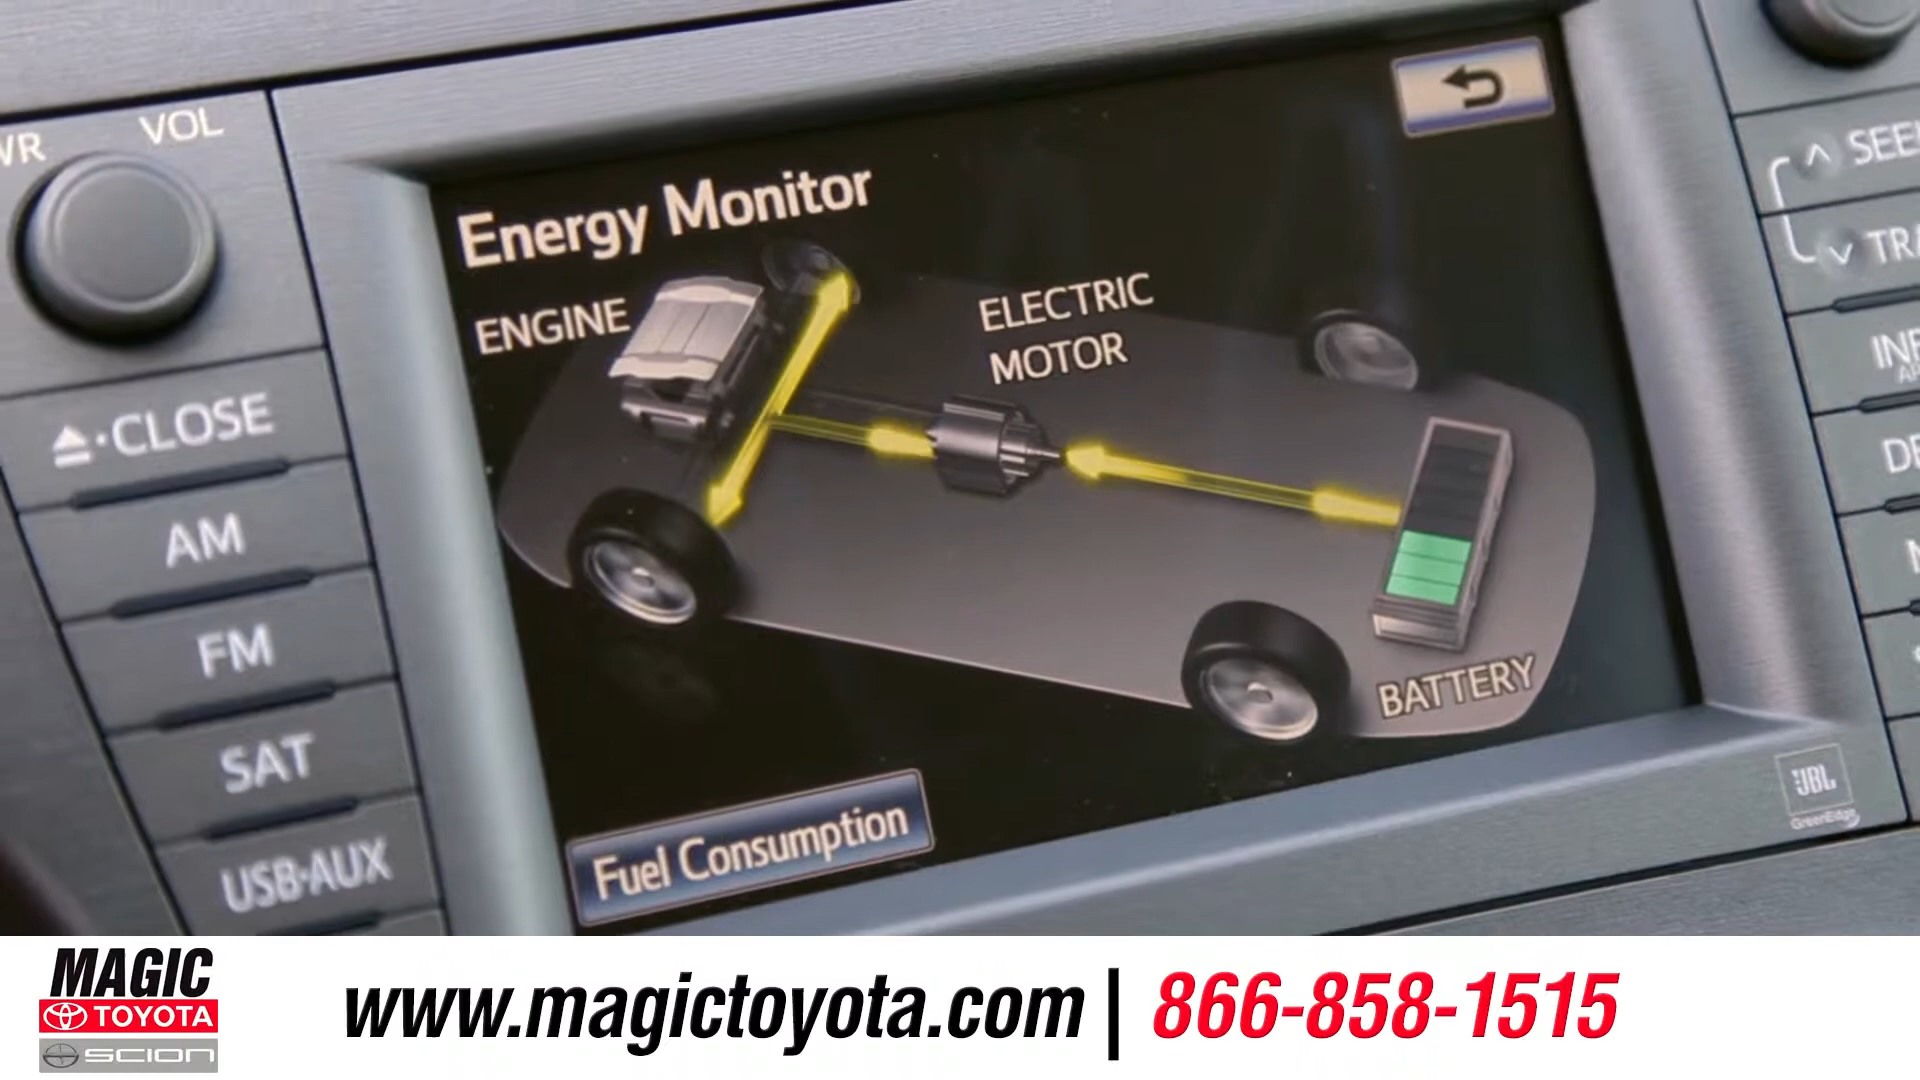 VOL
Energy Monitor
ENGINE
ELECTRIC
MOTOR
BATTERY
Fuel Consumption
·CLOSE
AM
FM
SAT
USB·AUX
JBL
GreenEdge
MAGIC
TOYOTA
SCION
www.magictoyota.com | 866-858-1515